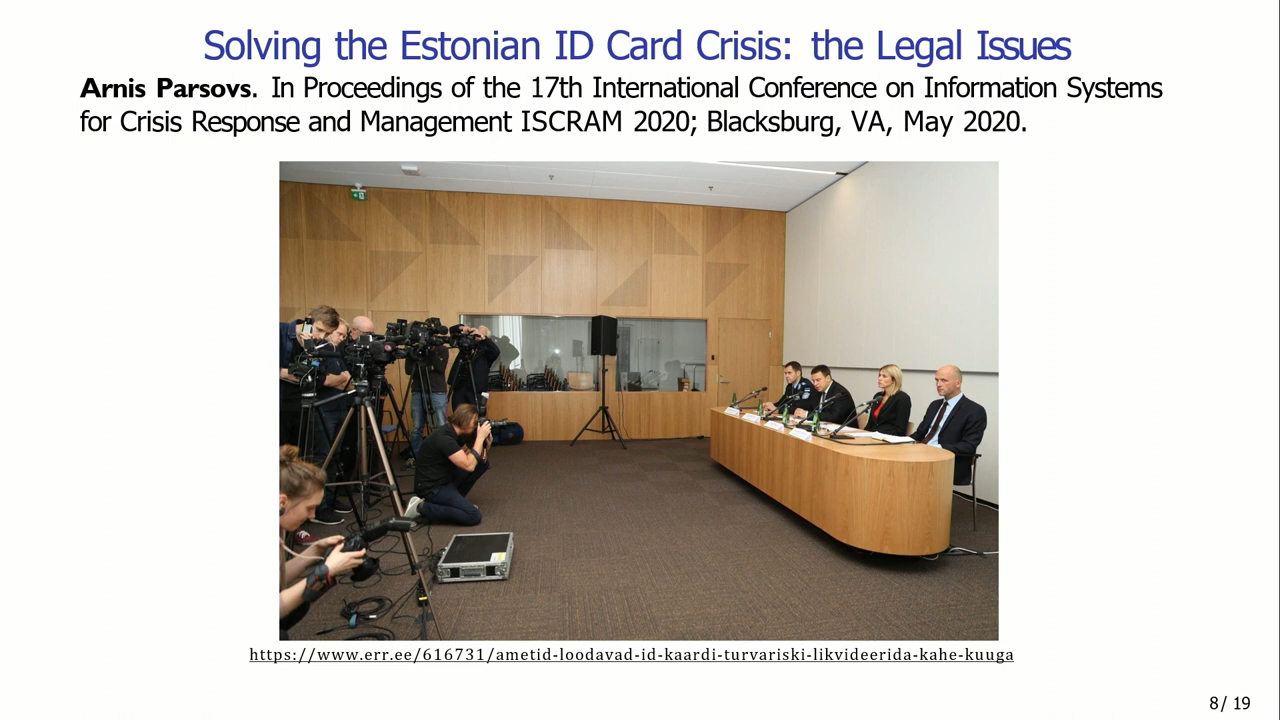 Solving the Estonian ID Card Crisis: the Legal Issues
Arnis Parsovs. In Proceedings of the 17th International Conference on Information Systems
for Crisis Response and Management ISCRAM 2020; Blacksburg, VA, May 2020.
https://www.err.ee/616731/ametid-loodavad-id-kaardi-turvariski-likvideerida-kahe-kuuga
8/ 19